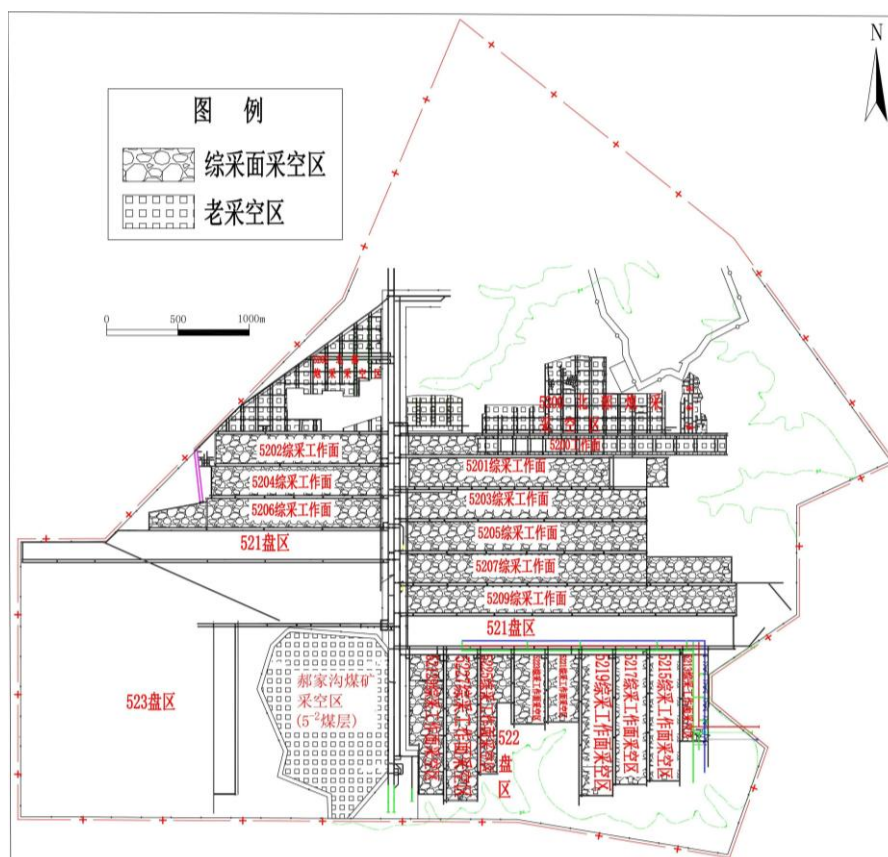 N
图 例
综采面采空区
老采空区
0 500 1000m
5202综采工作面
5204综采工作面
5206综采工作面
521盘区
5200工作面
5201综采工作面
5203综采工作面
5205综采工作面
5207综采工作面
5209综采工作面
521盘区
郝家沟煤矿
采空区
(5⁻²煤层)
523盘区
522盘区
5219综采工作面采空区
5217综采工作面采空区
5215综采工作面采空区